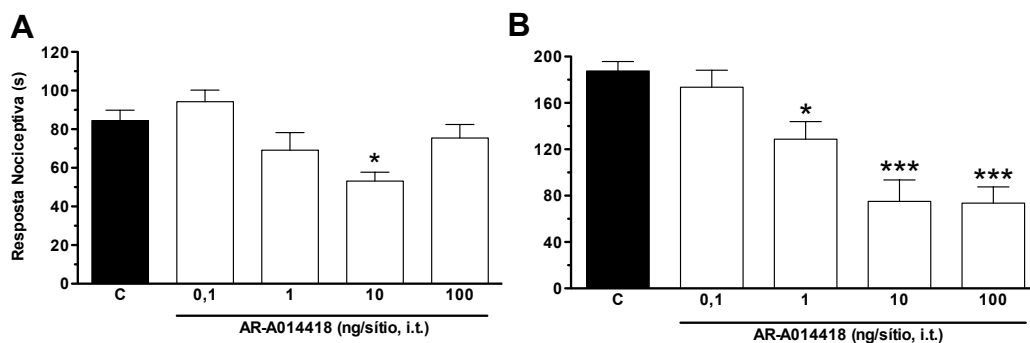 A
Resposta Nociceptiva (s)
120
100
80
60
40
20
0
*
C 0,1 1 10 100
AR-A014418 (ng/sítio, i.t.)
B
200
160
120
80
40
0
*
***
***
C 0,1 1 10 100
AR-A014418 (ng/sítio, i.t.)